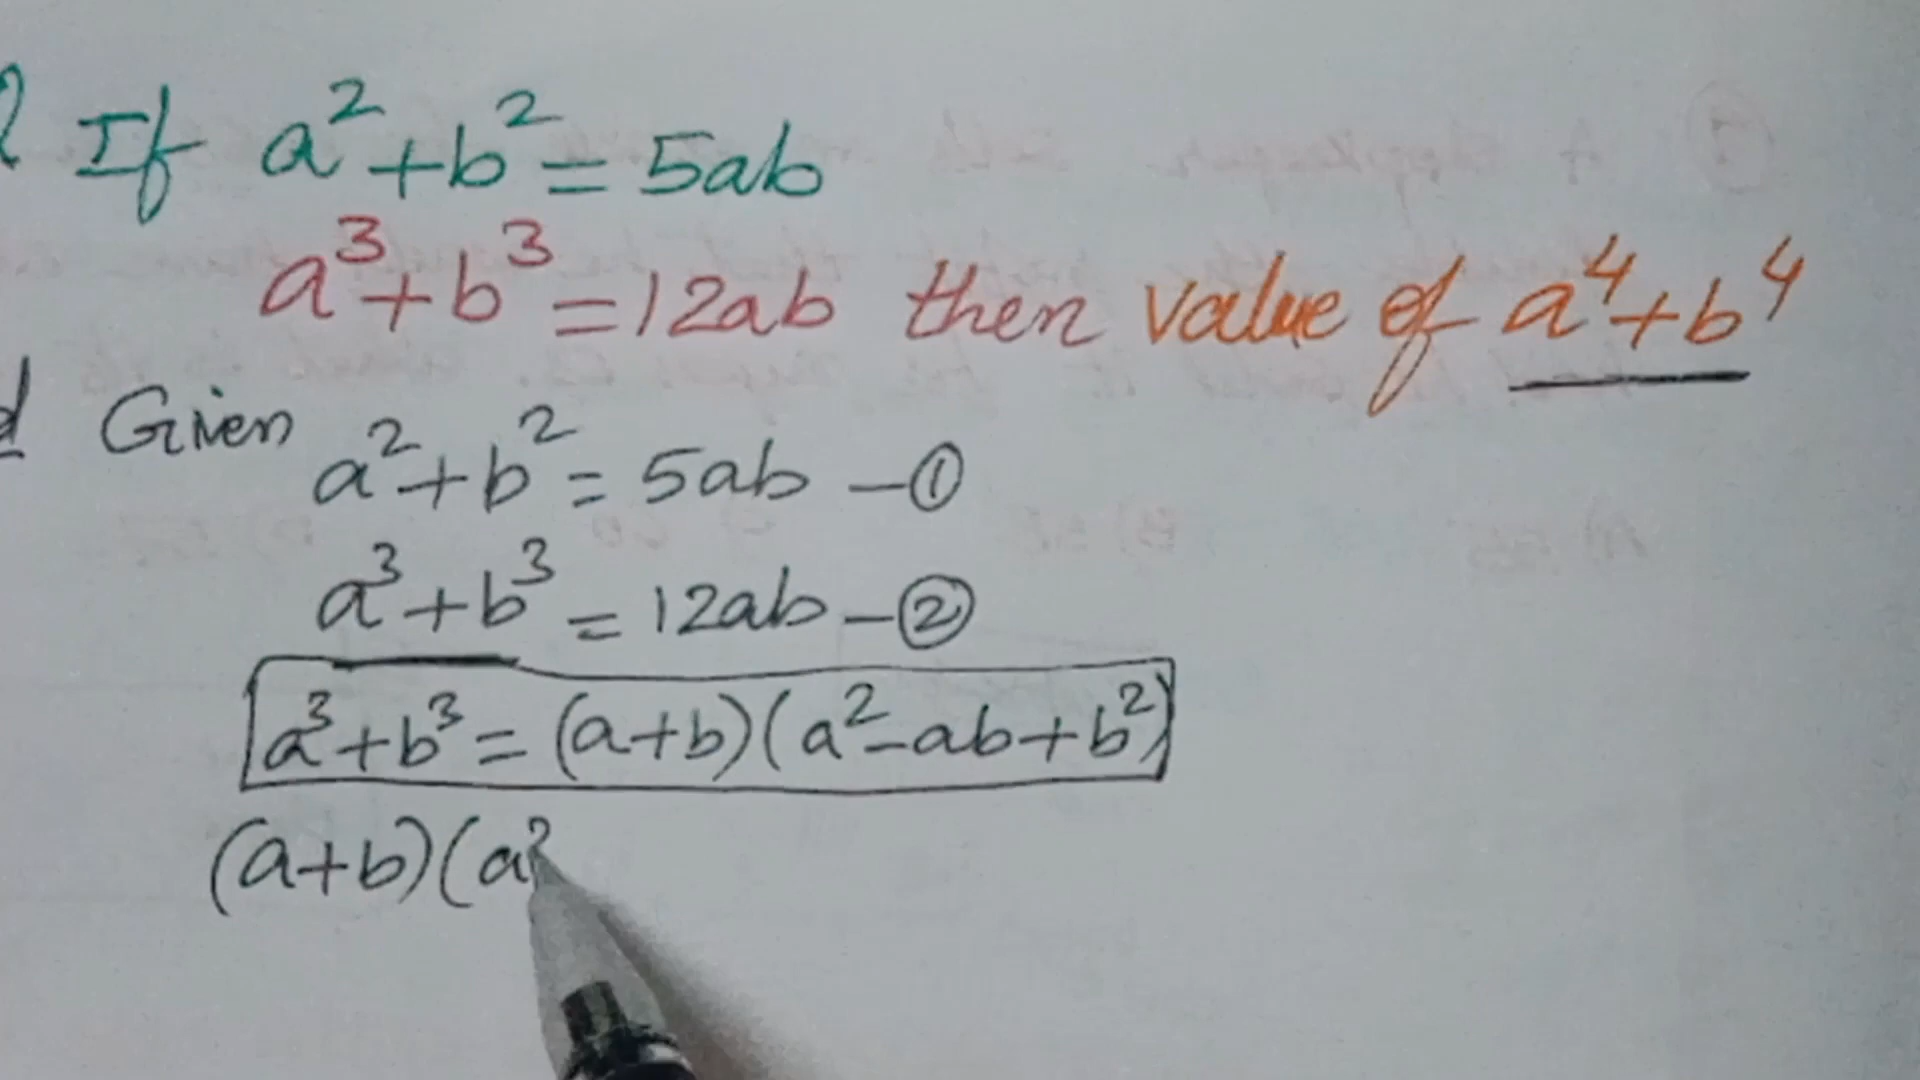 If a²+b²=5ab
a³+b³=12ab then value of a⁴+b⁴
Given
a²+b²=5ab –①
a³+b³=12ab –②
a³+b³=(a+b)(a²-ab+b²)
(a+b)(a²